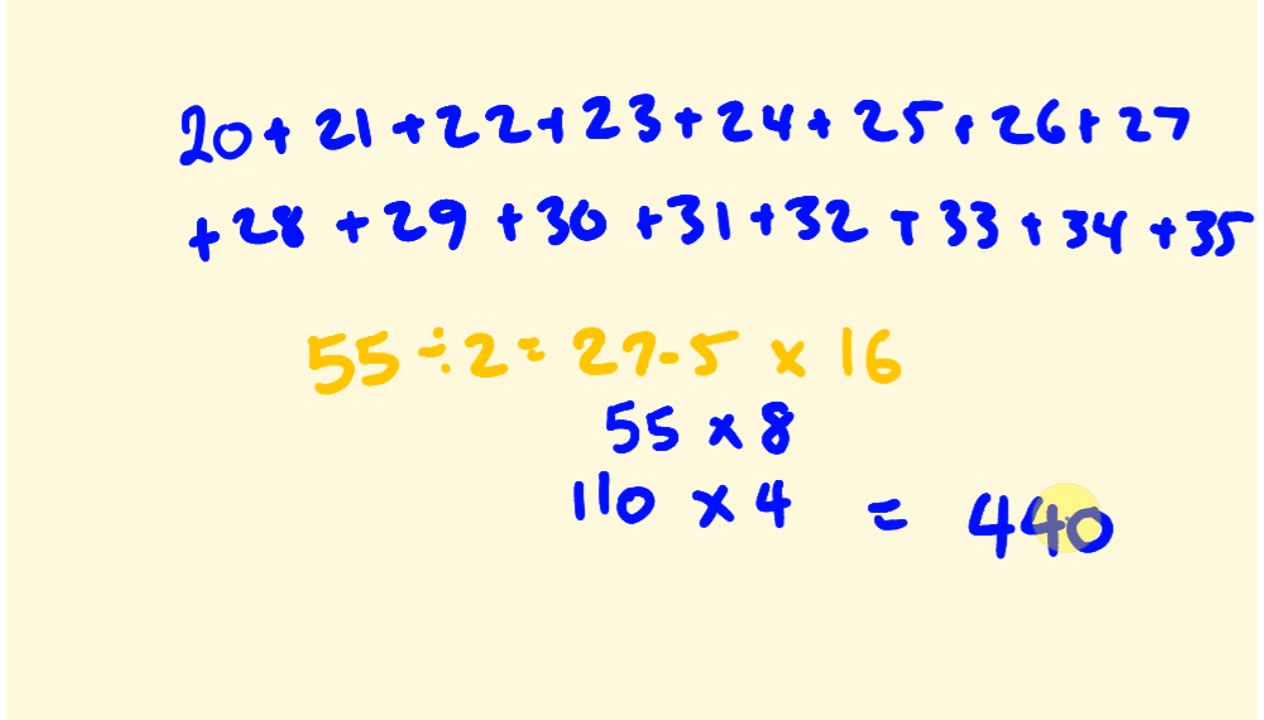 20+ 21 +22+23+24+ 25+26+27
+28 +29 +30 +31+32 +33+34 +35
55÷2= 27.5 x 16
55 x 8
110 x 4 = 440